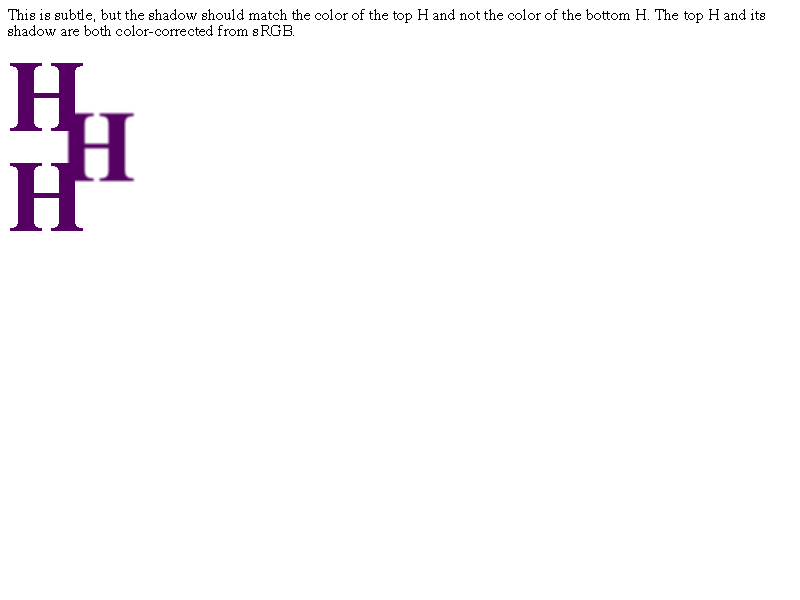 This is subtle, but the shadow should match the color of the top H and not the color of the bottom H. The top H and its
shadow are both color-corrected from sRGB.
H
H
H